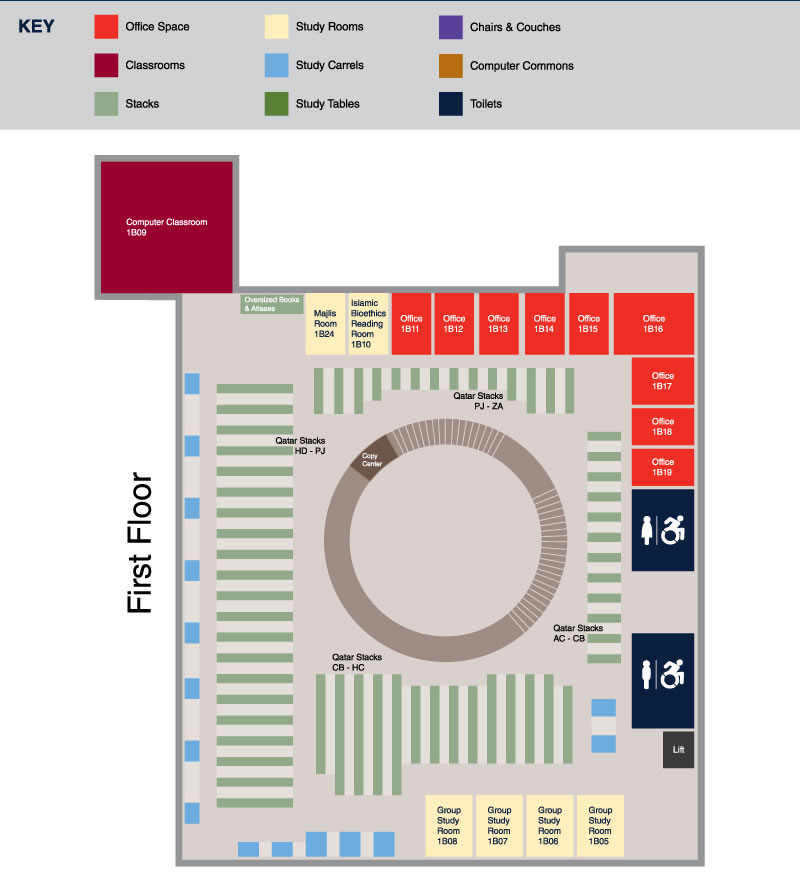 KEY
Office Space
Study Rooms
Chairs & Couches
Classrooms
Study Carrels
Computer Commons
Stacks
Study Tables
Toilets
Computer Classroom
1B09
Oversized Books
& Atlases
Majlis
Room
1B24
Islamic
Bioethics
Reading
Room
1B10
Office
1B11
Office
1B12
Office
1B13
Office
1B14
Office
1B15
Office
1B16
Office
1B17
Office
1B18
Office
1B19
Qatar Stacks
PJ - ZA
Qatar Stacks
HD - PJ
Copy
Center
First Floor
Qatar Stacks
AC - CB
Qatar Stacks
CB - HC
Lift
Group
Study
Room
1B08
Group
Study
Room
1B07
Group
Study
Room
1B06
Group
Study
Room
1B05